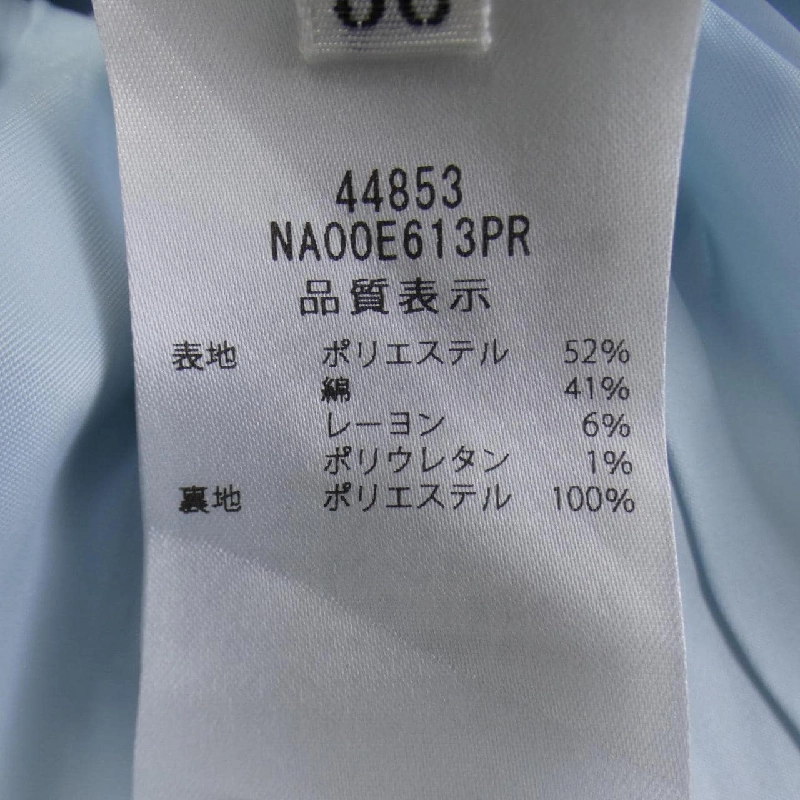 44853
NA00E613PR
品質表示
表地 ポリエステル 52%
綿 41%
レーヨン 6%
ポリウレタン 1%
裏地 ポリエステル 100%